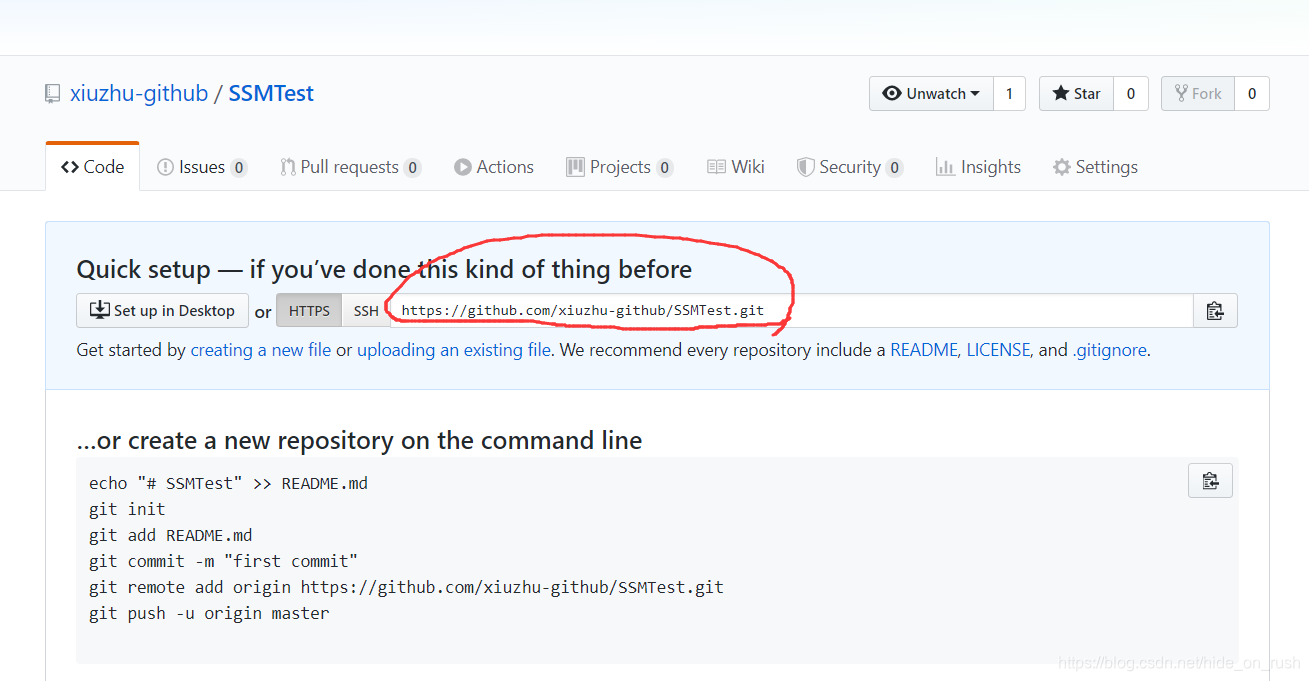 xiuzhu-github / SSMTest
Unwatch 1 Star 0 Fork 0
<> Code Issues 0 Pull requests 0 Actions Projects 0 Wiki Security 0 Insights Settings
Quick setup — if you’ve done this kind of thing before
Set up in Desktop or HTTPS SSH https://github.com/xiuzhu-github/SSMTest.git
Get started by creating a new file or uploading an existing file. We recommend every repository include a README, LICENSE, and .gitignore.
…or create a new repository on the command line
echo "# SSMTest" >> README.md
git init
git add README.md
git commit -m "first commit"
git remote add origin https://github.com/xiuzhu-github/SSMTest.git
git push -u origin master
https://blog.csdn.net/hide_on_rush